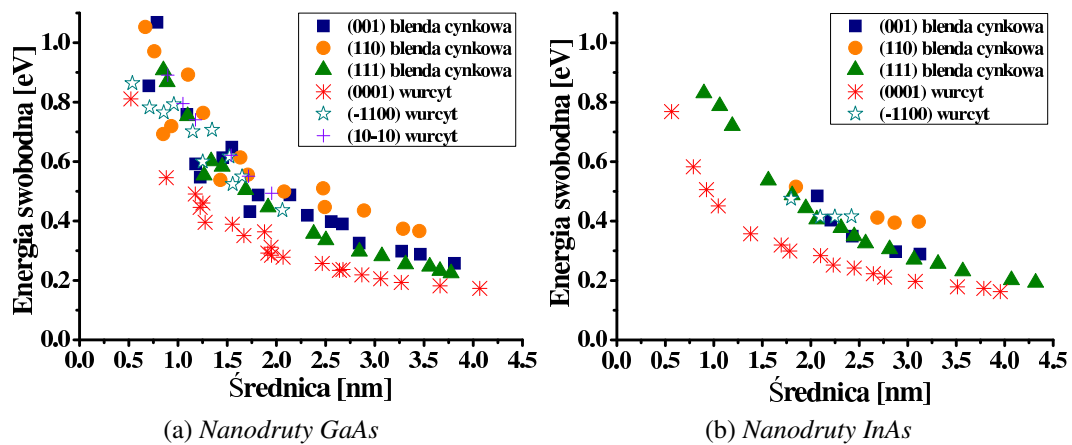 Energia swobodna [eV]
1.0
0.8
0.6
0.4
0.2
0.0
(001) blenda cynkowa
(110) blenda cynkowa
(111) blenda cynkowa
(0001) wurcyt
(-1100) wurcyt
(10-10) wurcyt
0.0 0.5 1.0 1.5 2.0 2.5 3.0 3.5 4.0 4.5
Średnica [nm]
(a) Nanodruty GaAs
Energia swobodna [eV]
1.0
0.8
0.6
0.4
0.2
0.0
(001) blenda cynkowa
(110) blenda cynkowa
(111) blenda cynkowa
(0001) wurcyt
(-1100) wurcyt
0.0 0.5 1.0 1.5 2.0 2.5 3.0 3.5 4.0 4.5
Średnica [nm]
(b) Nanodruty InAs